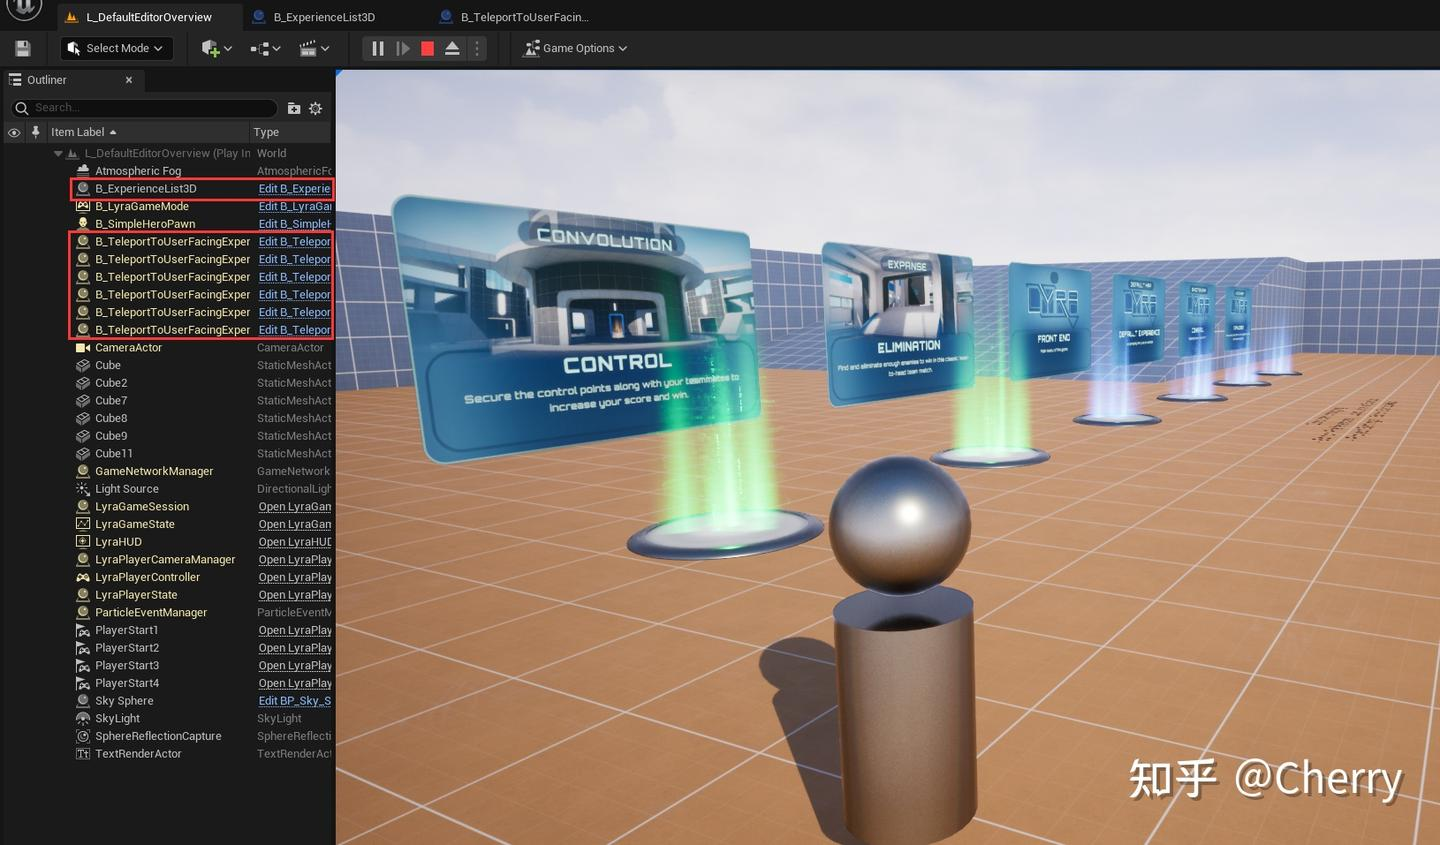 L_DefaultEditorOverview
B_ExperienceList3D
B_TeleportToUserFacin...
Select Mode
Game Options
Outliner
Search...
Item Label
Type
L_DefaultEditorOverview (Play In
World
Atmospheric Fog
AtmosphericFo
B_ExperienceList3D
Edit B_Experie
B_LyraGameMode
Edit B_LyraGar
B_SimpleHeroPawn
Edit B_SimpleH
B_TeleportToUserFacingExper
Edit B_Telepor
B_TeleportToUserFacingExper
Edit B_Telepor
B_TeleportToUserFacingExper
Edit B_Telepor
B_TeleportToUserFacingExper
Edit B_Telepor
B_TeleportToUserFacingExper
Edit B_Telepor
B_TeleportToUserFacingExper
Edit B_Telepor
CameraActor
CameraActor
Cube
StaticMeshAct
Cube2
StaticMeshAct
Cube7
StaticMeshAct
Cube8
StaticMeshAct
Cube9
StaticMeshAct
Cube11
StaticMeshAct
GameNetworkManager
GameNetwork
Light Source
DirectionalLigh
LyraGameSession
Open LyraGam
LyraGameState
Open LyraGam
LyraHUD
Open LyraHUD
LyraPlayerCameraManager
Open LyraPlay
LyraPlayerController
Open LyraPlay
LyraPlayerState
Open LyraPlay
ParticleEventManager
ParticleEventM
PlayerStart1
Open LyraPlay
PlayerStart2
Open LyraPlay
PlayerStart3
Open LyraPlay
PlayerStart4
Open LyraPlay
Sky Sphere
Edit BP_Sky_S
SkyLight
SkyLight
SphereReflectionCapture
SphereReflecti
TextRenderActor
TextRenderAct
CONVOLUTION
CONTROL
Secure the control points along with your teammates to
increase your score and win.
EXPANSE
ELIMINATION
Find and eliminate enough enemies to win in this classic team-
to-head team match.
LYRA
FRONT END
LYRA
DEFAULT EXPERIENCE
知乎 @Cherry